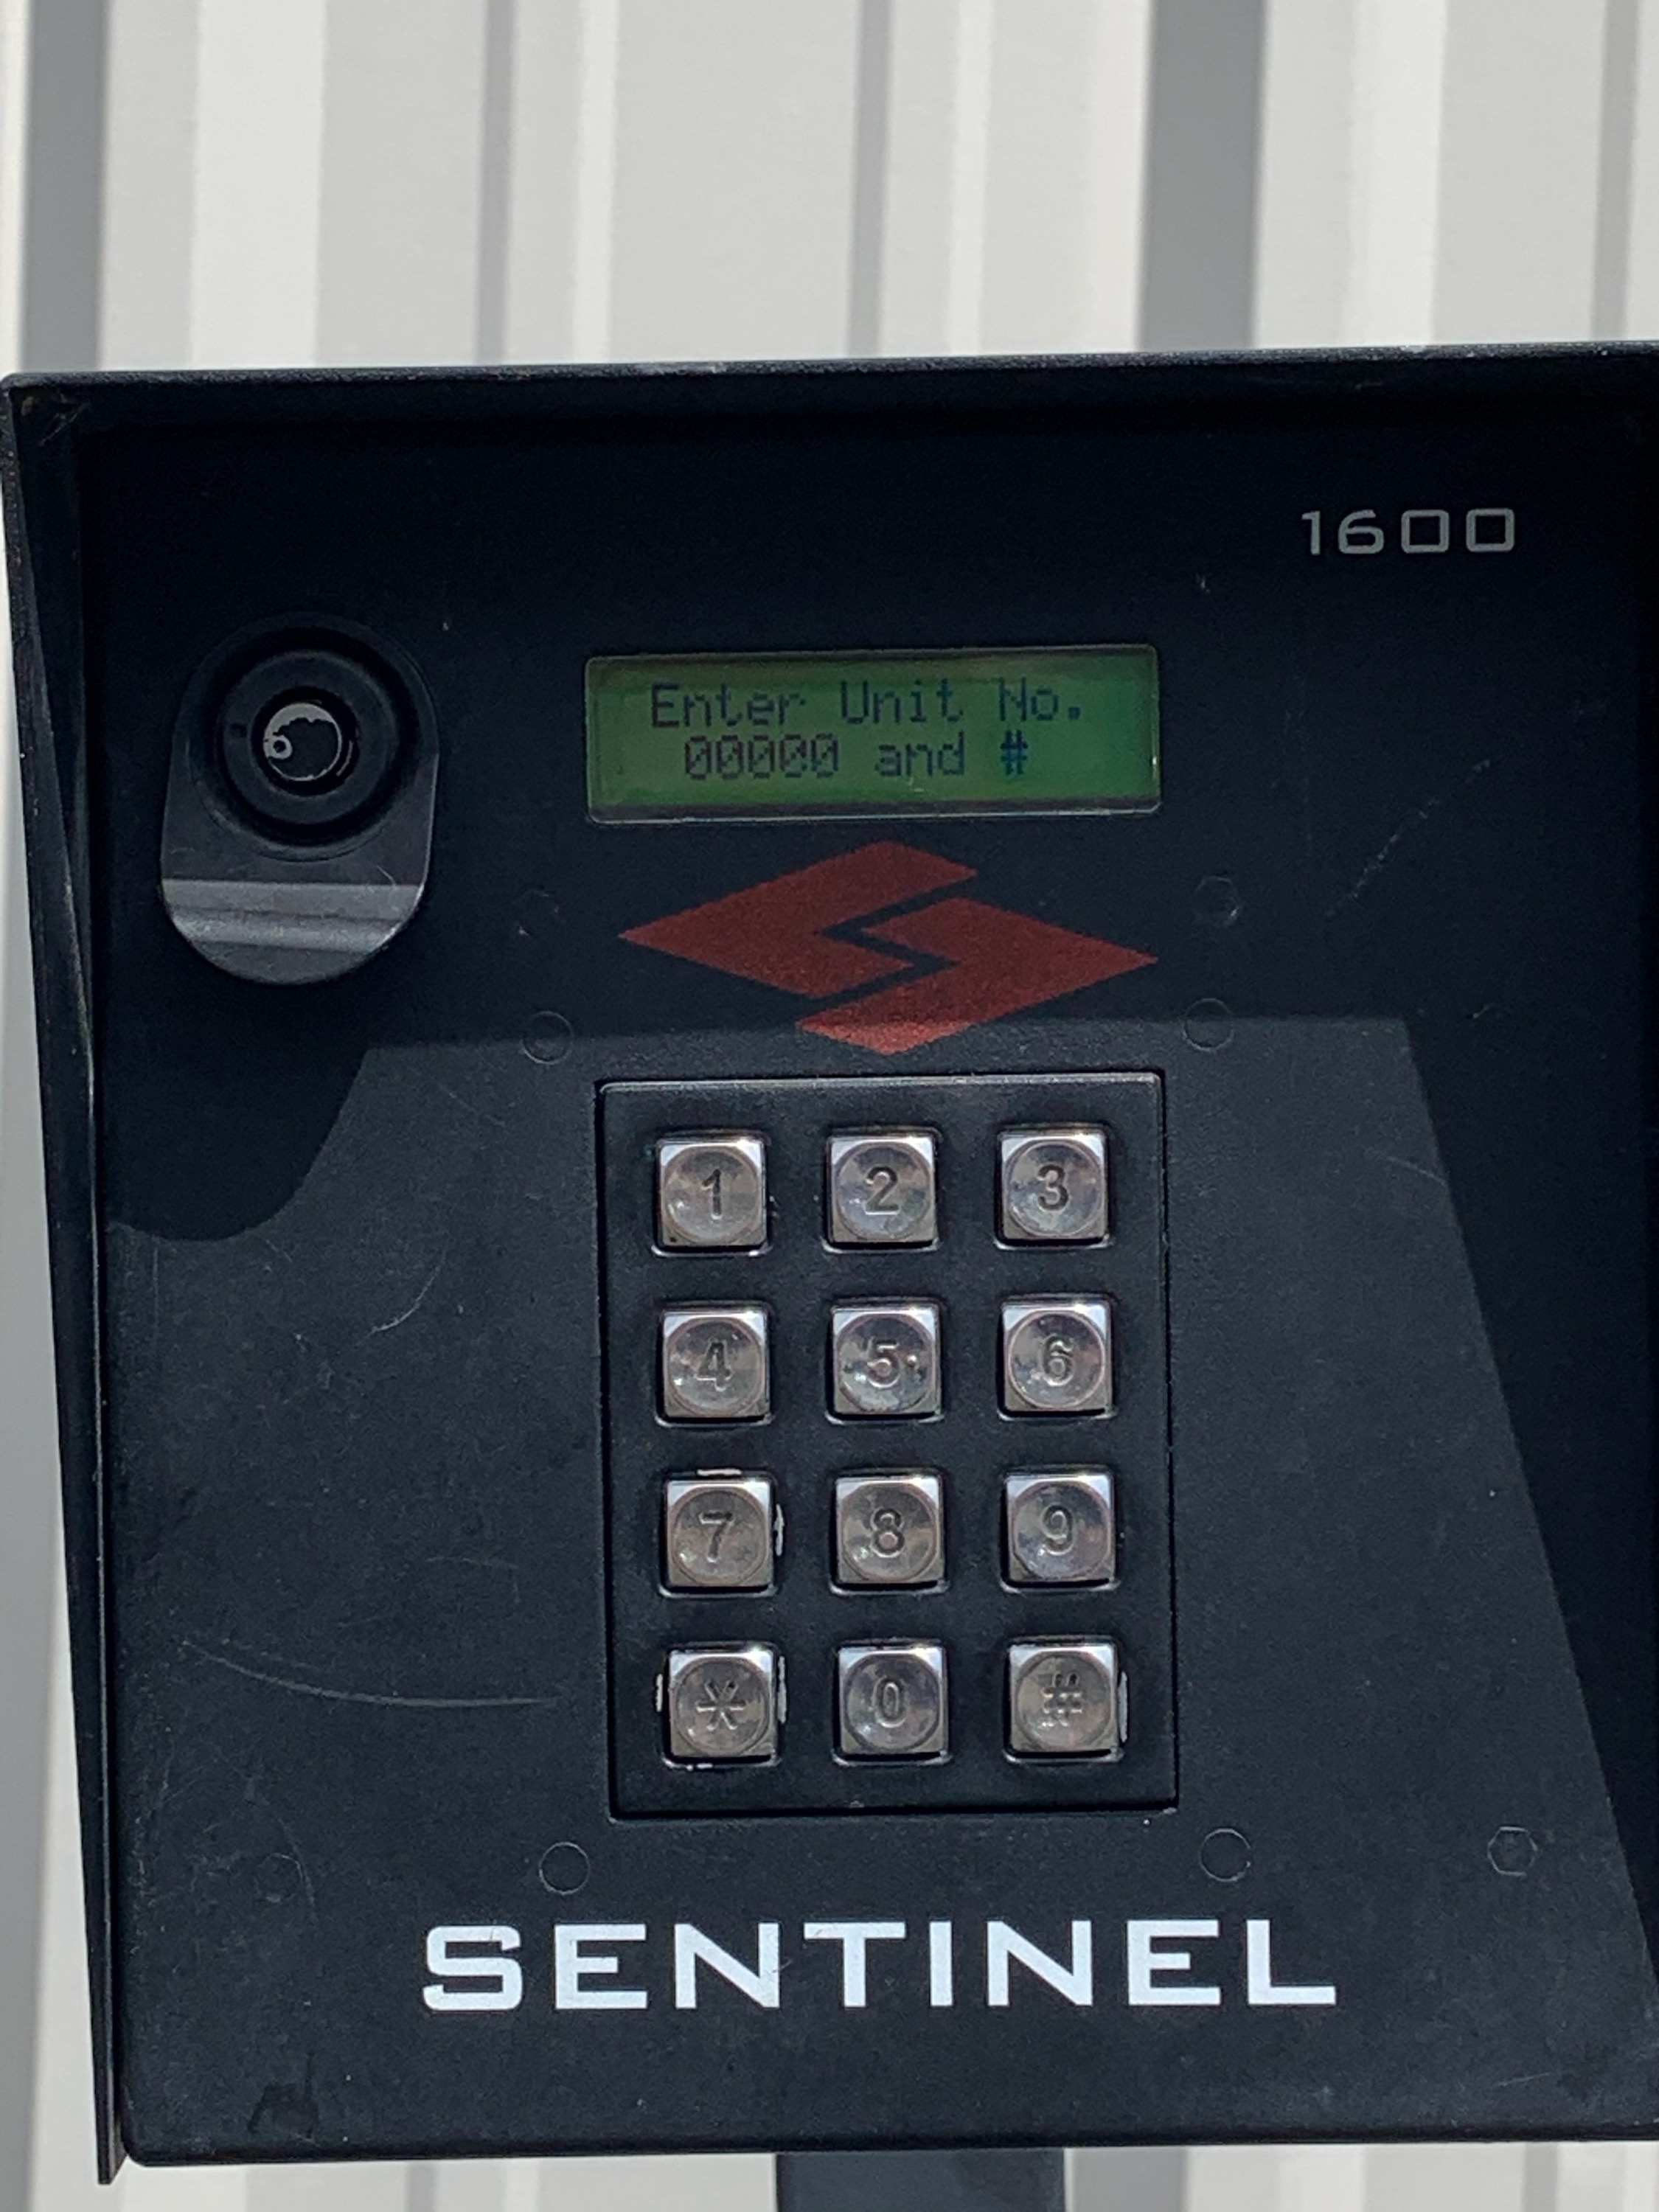 1600
Enter Unit No.
00000 and #
1 2 3
4 5 6
7 8 9
* 0 #
SENTINEL